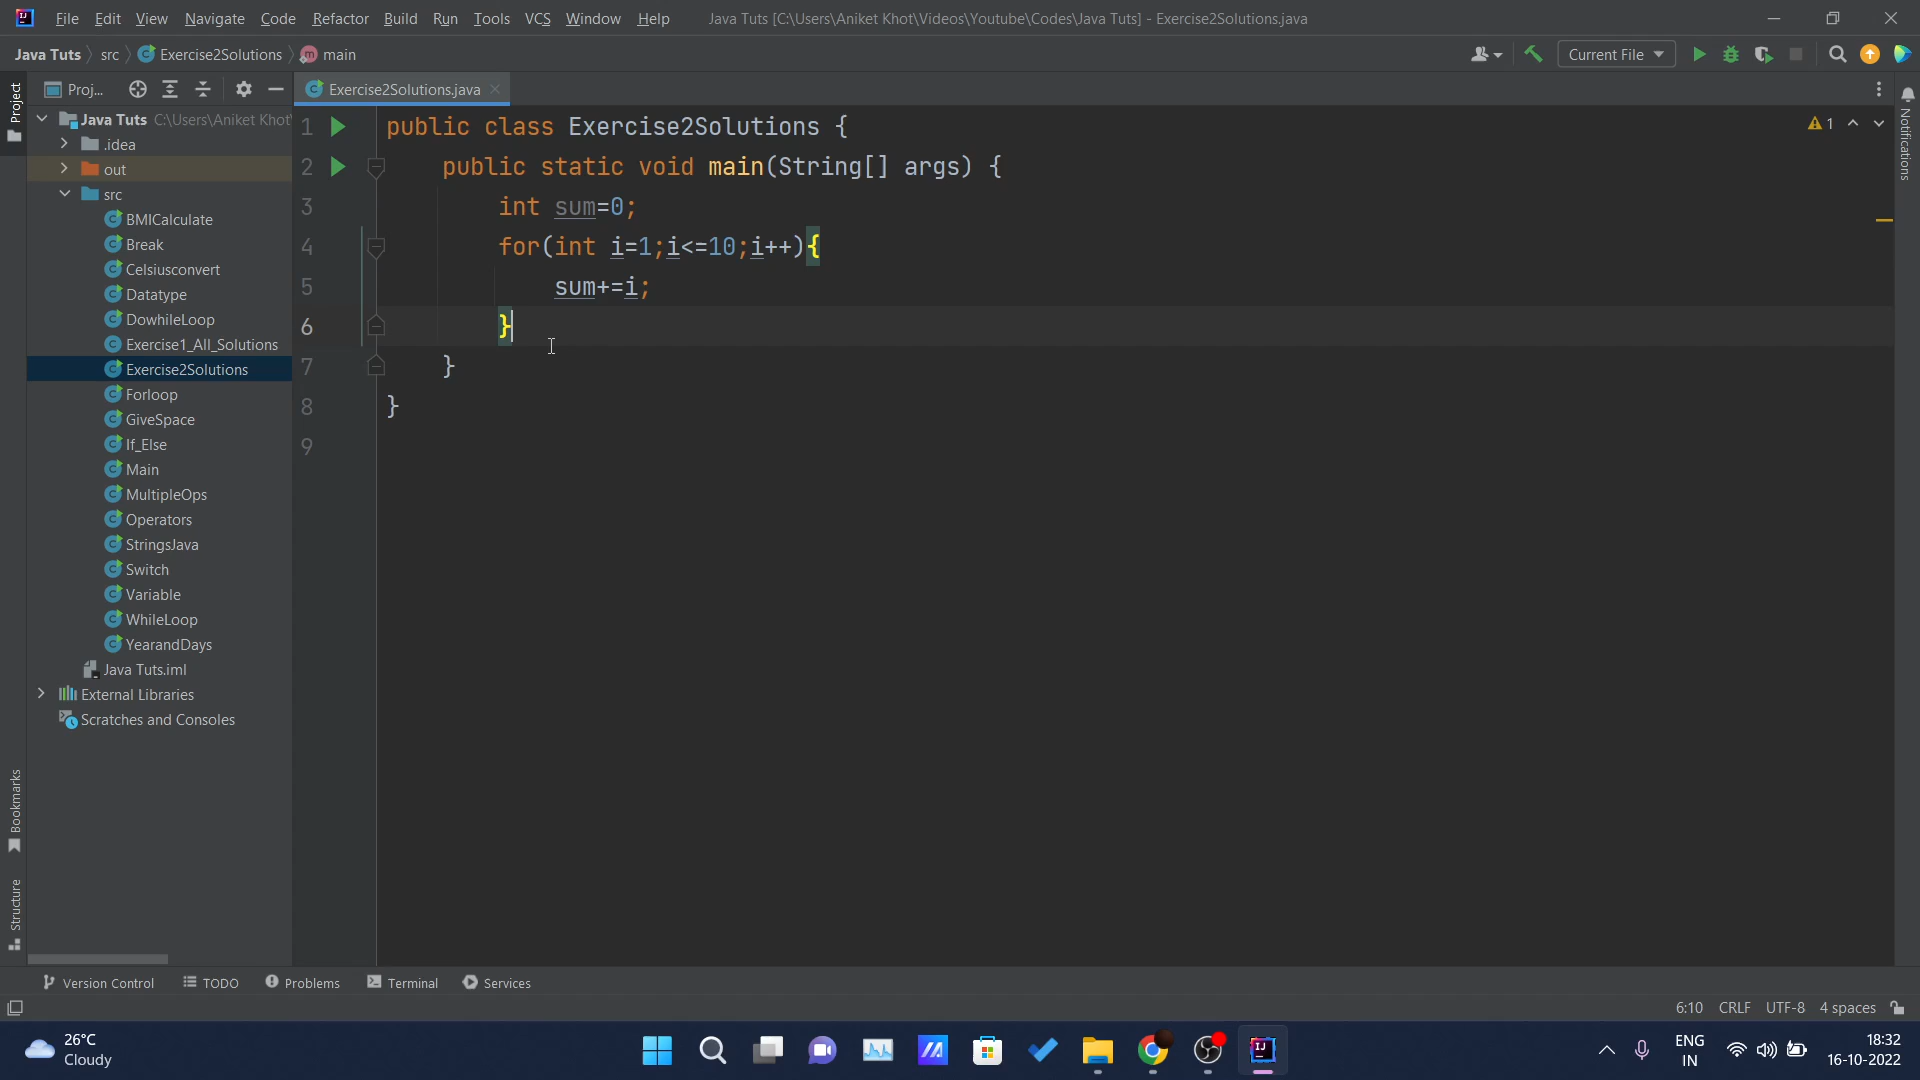 File Edit View Navigate Code Refactor Build Run Tools VCS Window Help Java Tuts [C:\Users\Aniket Khot\Videos\Youtube\Codes\Java Tuts] - Exercise2Solutions.java
Java Tuts src Exercise2Solutions main Current File
Project Proj... Exercise2Solutions.java
Java Tuts C:\Users\Aniket Khot
.idea
out
src
BMICalculate
Break
Celsiusconvert
Datatype
DowhileLoop
Exercise1_All_Solutions
Exercise2Solutions
Forloop
GiveSpace
If_Else
Main
MultipleOps
Operators
StringsJava
Switch
Variable
WhileLoop
YearandDays
Java Tuts.iml
External Libraries
Scratches and Consoles
1 public class Exercise2Solutions {
2 public static void main(String[] args) {
3 int sum=0;
4 for(int i=1;i<=10;i++){
5 sum+=i;
6 }
7 }
8 }
9
1
Notifications
Bookmarks
Structure
Version Control TODO Problems Terminal Services
6:10 CRLF UTF-8 4 spaces
26°C
Cloudy
ENG
IN
18:32
16-10-2022